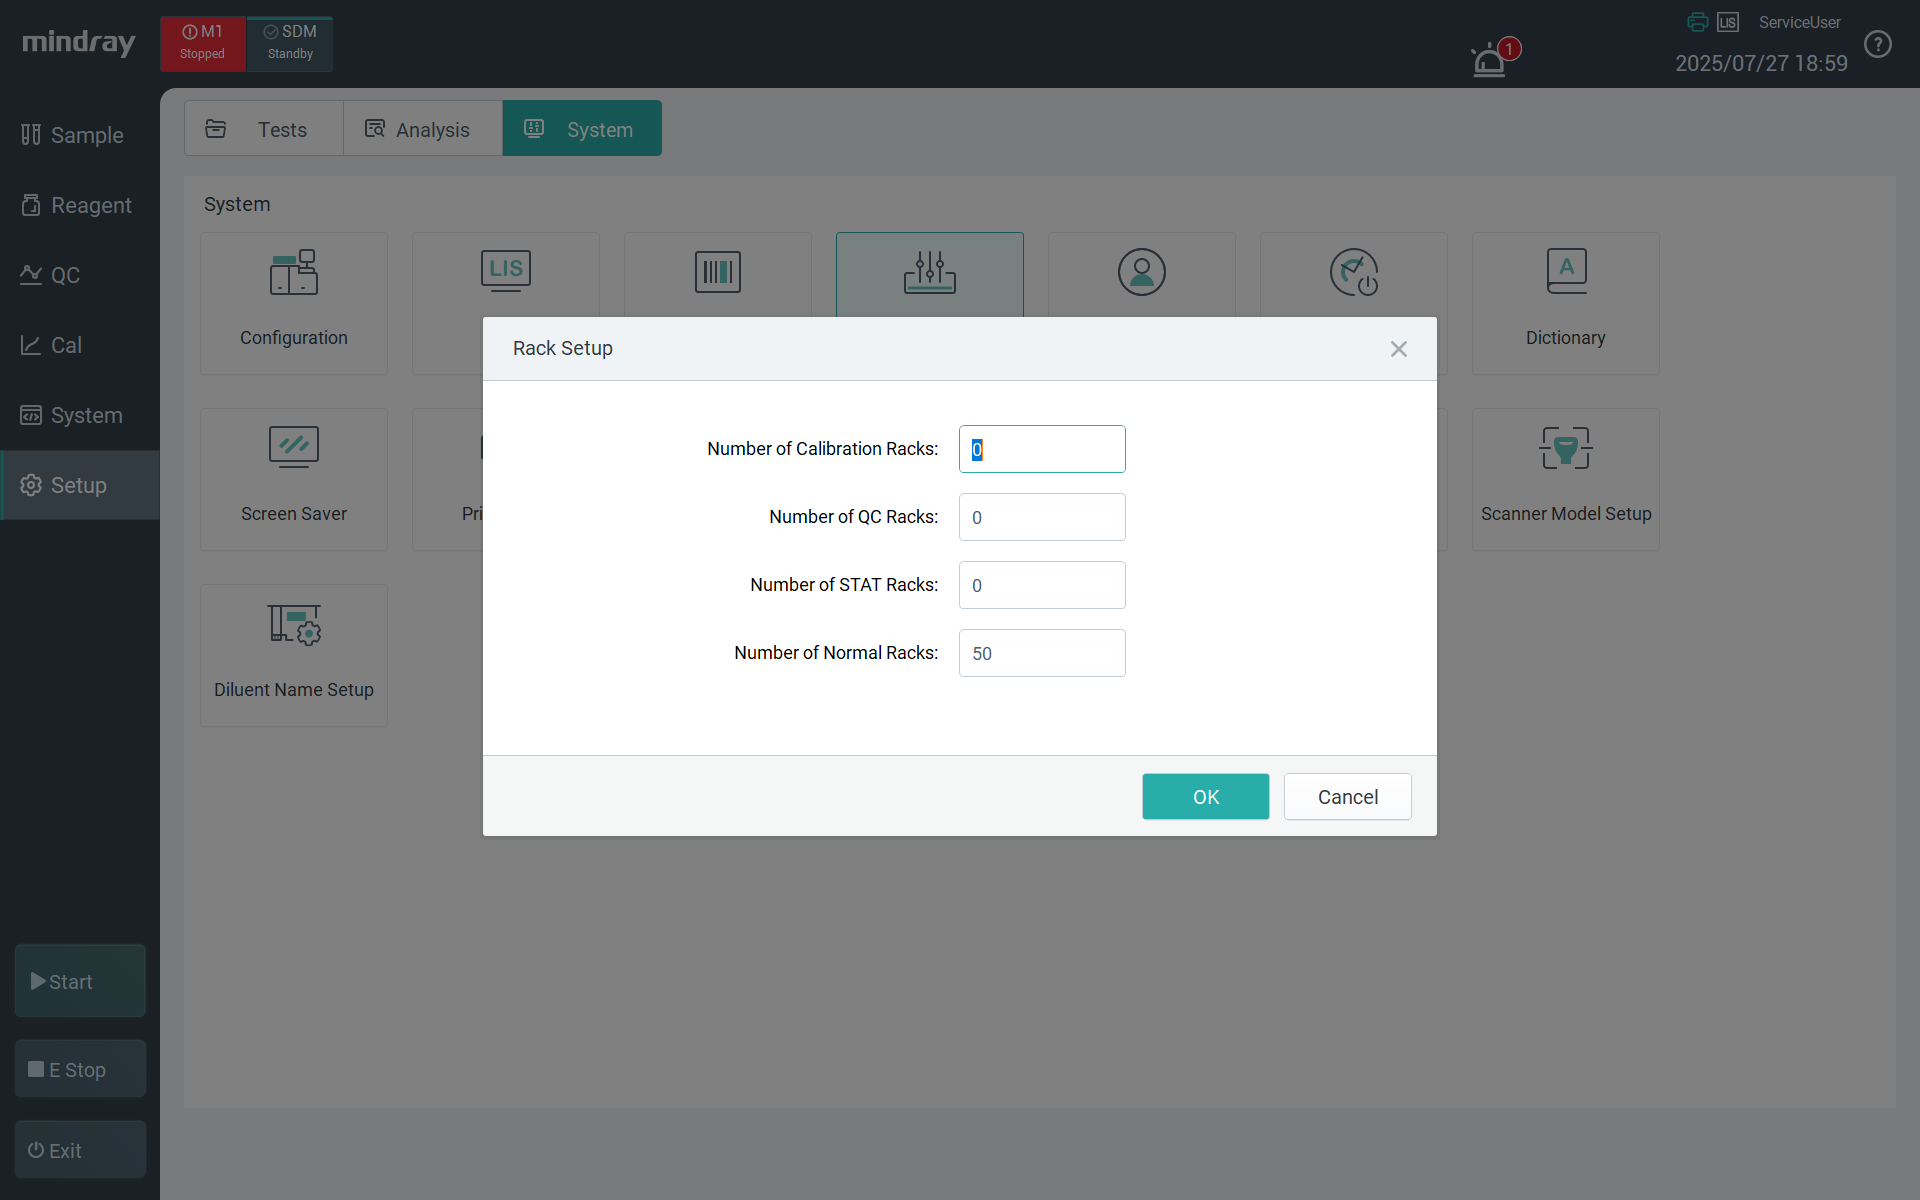 mindray
M1
Stopped
SDM
Standby
1
LIS
ServiceUser
2025/07/27 18:59
?
Sample
Reagent
QC
Cal
System
Setup
Start
E Stop
Exit
Tests
Analysis
System
System
Configuration
LIS
A
Dictionary
Screen Saver
Pri
Scanner Model Setup
Diluent Name Setup
Rack Setup
Number of Calibration Racks: 0
Number of QC Racks: 0
Number of STAT Racks: 0
Number of Normal Racks: 50
OK
Cancel